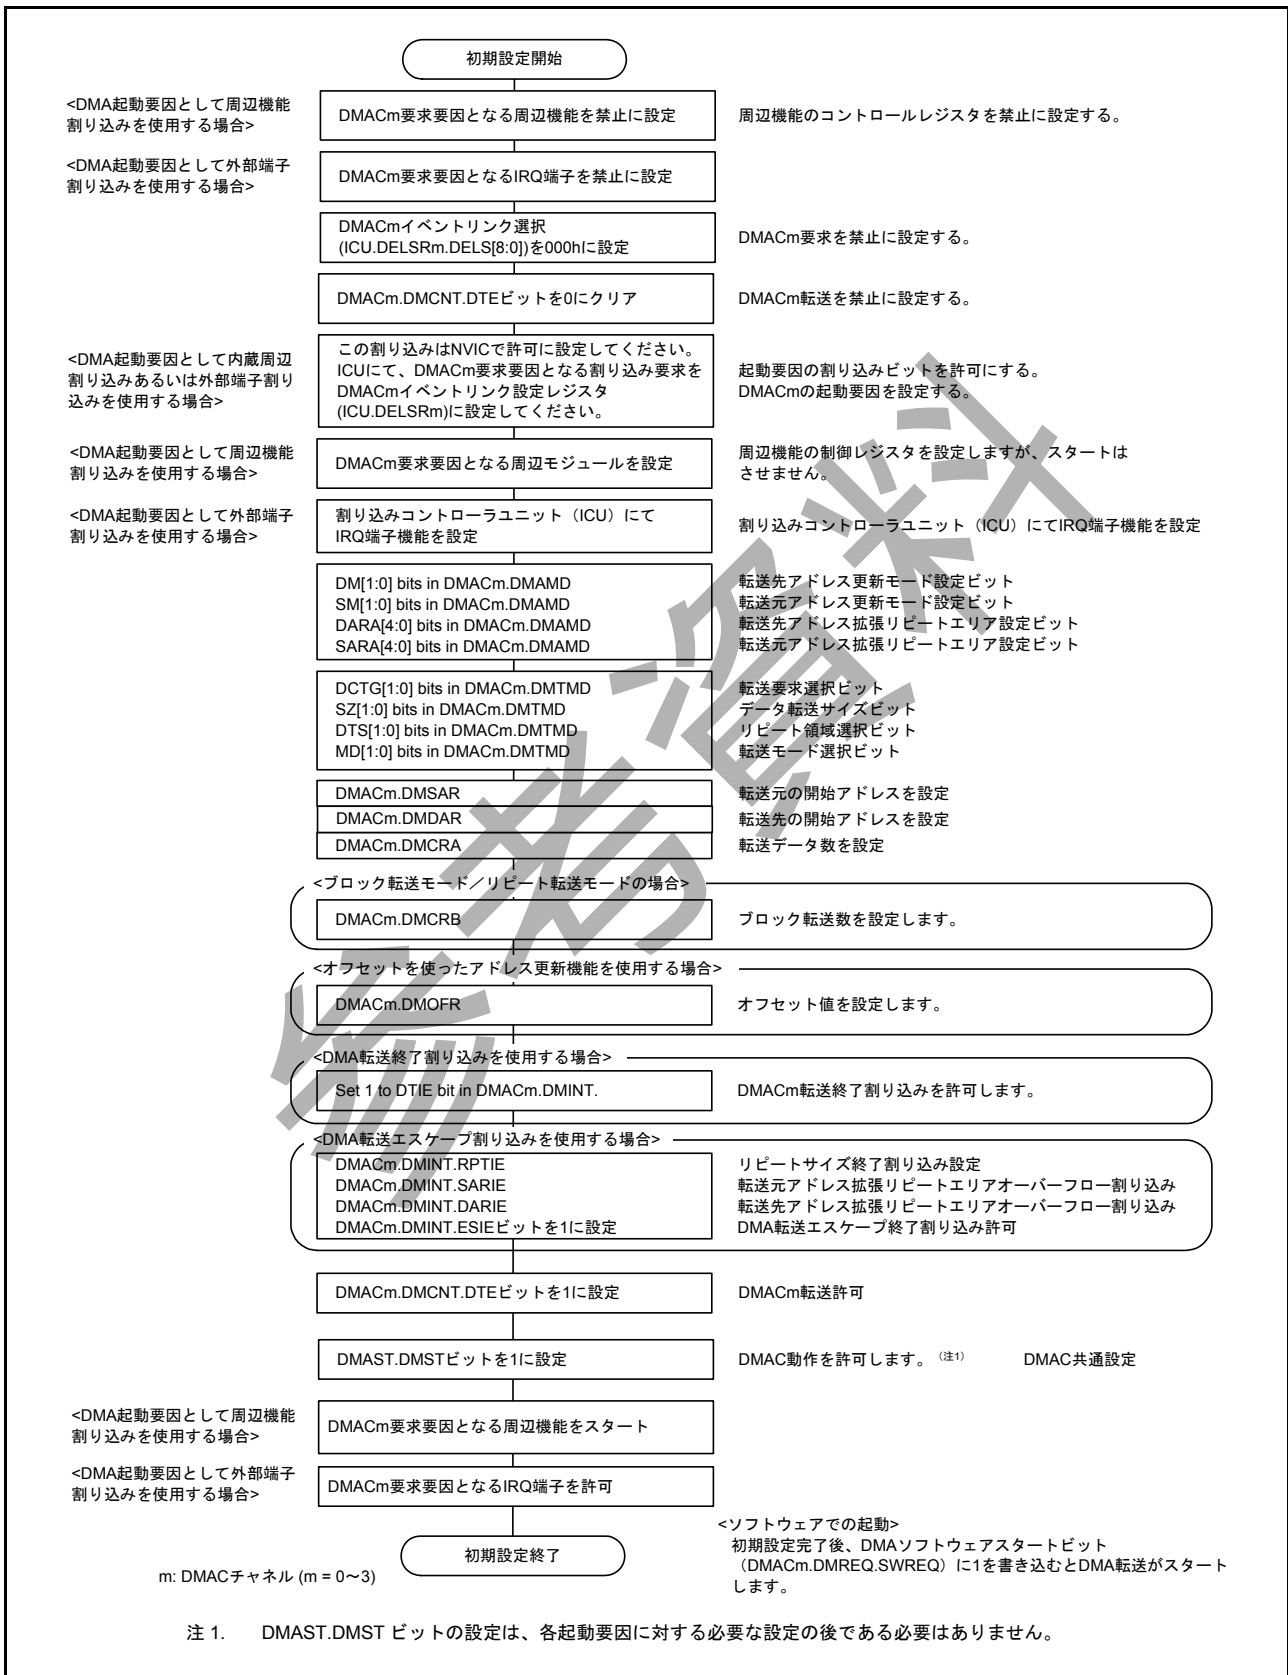 初期設定開始
<DMA起動要因として周辺機能
割り込みを使用する場合>
DMACm要求要因となる周辺機能を禁止に設定
周辺機能のコントロールレジスタを禁止に設定する。
<DMA起動要因として外部端子
割り込みを使用する場合>
DMACm要求要因となるIRQ端子を禁止に設定
DMACmイベントリンク選択
(ICU.DELSRm.DELS[8:0])を000hに設定
DMACm要求を禁止に設定する。
DMACm.DMCNT.DTEビットを0にクリア
DMACm転送を禁止に設定する。
<DMA起動要因として内蔵周辺
割り込みあるいは外部端子割り
込みを使用する場合>
この割り込みはNVICで許可に設定してください。
ICUにて、DMACm要求要因となる割り込み要求を
DMACmイベントリンク設定レジスタ
(ICU.DELSRm)に設定してください。
起動要因の割り込みビットを許可にする。
DMACmの起動要因を設定する。
<DMA起動要因として周辺機能
割り込みを使用する場合>
DMACm要求要因となる周辺モジュールを設定
周辺機能の制御レジスタを設定しますが、スタートは
させません。
<DMA起動要因として外部端子
割り込みを使用する場合>
割り込みコントローラユニット（ICU）にて
IRQ端子機能を設定
割り込みコントローラユニット（ICU）にてIRQ端子機能を設定
DM[1:0] bits in DMACm.DMAMD
転送先アドレス更新モード設定ビット
SM[1:0] bits in DMACm.DMAMD
転送元アドレス更新モード設定ビット
DARA[4:0] bits in DMACm.DMAMD
転送先アドレス拡張リピートエリア設定ビット
SARA[4:0] bits in DMACm.DMAMD
転送元アドレス拡張リピートエリア設定ビット
DCTG[1:0] bits in DMACm.DMTMD
転送要求選択ビット
SZ[1:0] bits in DMACm.DMTMD
データ転送サイズビット
DTS[1:0] bits in DMACm.DMTMD
リピート領域選択ビット
MD[1:0] bits in DMACm.DMTMD
転送モード選択ビット
DMACm.DMSAR
転送元の開始アドレスを設定
DMACm.DMDAR
転送先の開始アドレスを設定
DMACm.DMCRA
転送データ数を設定
<ブロック転送モード／リピート転送モードの場合>
DMACm.DMCRB
ブロック転送数を設定します。
<オフセットを使ったアドレス更新機能を使用する場合>
DMACm.DMOFR
オフセット値を設定します。
<DMA転送終了割り込みを使用する場合>
Set 1 to DTIE bit in DMACm.DMINT.
DMACm転送終了割り込みを許可します。
<DMA転送エスケープ割り込みを使用する場合>
DMACm.DMINT.RPTIE
リピートサイズ終了割り込み設定
DMACm.DMINT.SARIE
転送元アドレス拡張リピートエリアオーバーフロー割り込み
DMACm.DMINT.DARIE
転送先アドレス拡張リピートエリアオーバーフロー割り込み
DMACm.DMINT.ESIEビットを1に設定
DMA転送エスケープ終了割り込み許可
DMACm.DMCNT.DTEビットを1に設定
DMACm転送許可
DMAST.DMSTビットを1に設定
DMAC動作を許可します。（注1） DMAC共通設定
<DMA起動要因として周辺機能
割り込みを使用する場合>
DMACm要求要因となる周辺機能をスタート
<DMA起動要因として外部端子
割り込みを使用する場合>
DMACm要求要因となるIRQ端子を許可
初期設定終了
<ソフトウェアでの起動>
初期設定完了後、DMAソフトウェアスタートビット
（DMACm.DMREQ.SWREQ）に1を書き込むとDMA転送がスタート
します。
m: DMACチャネル (m = 0～3)
注 1. DMAST.DMST ビットの設定は、各起動要因に対する必要な設定の後である必要はありません。
参考資料